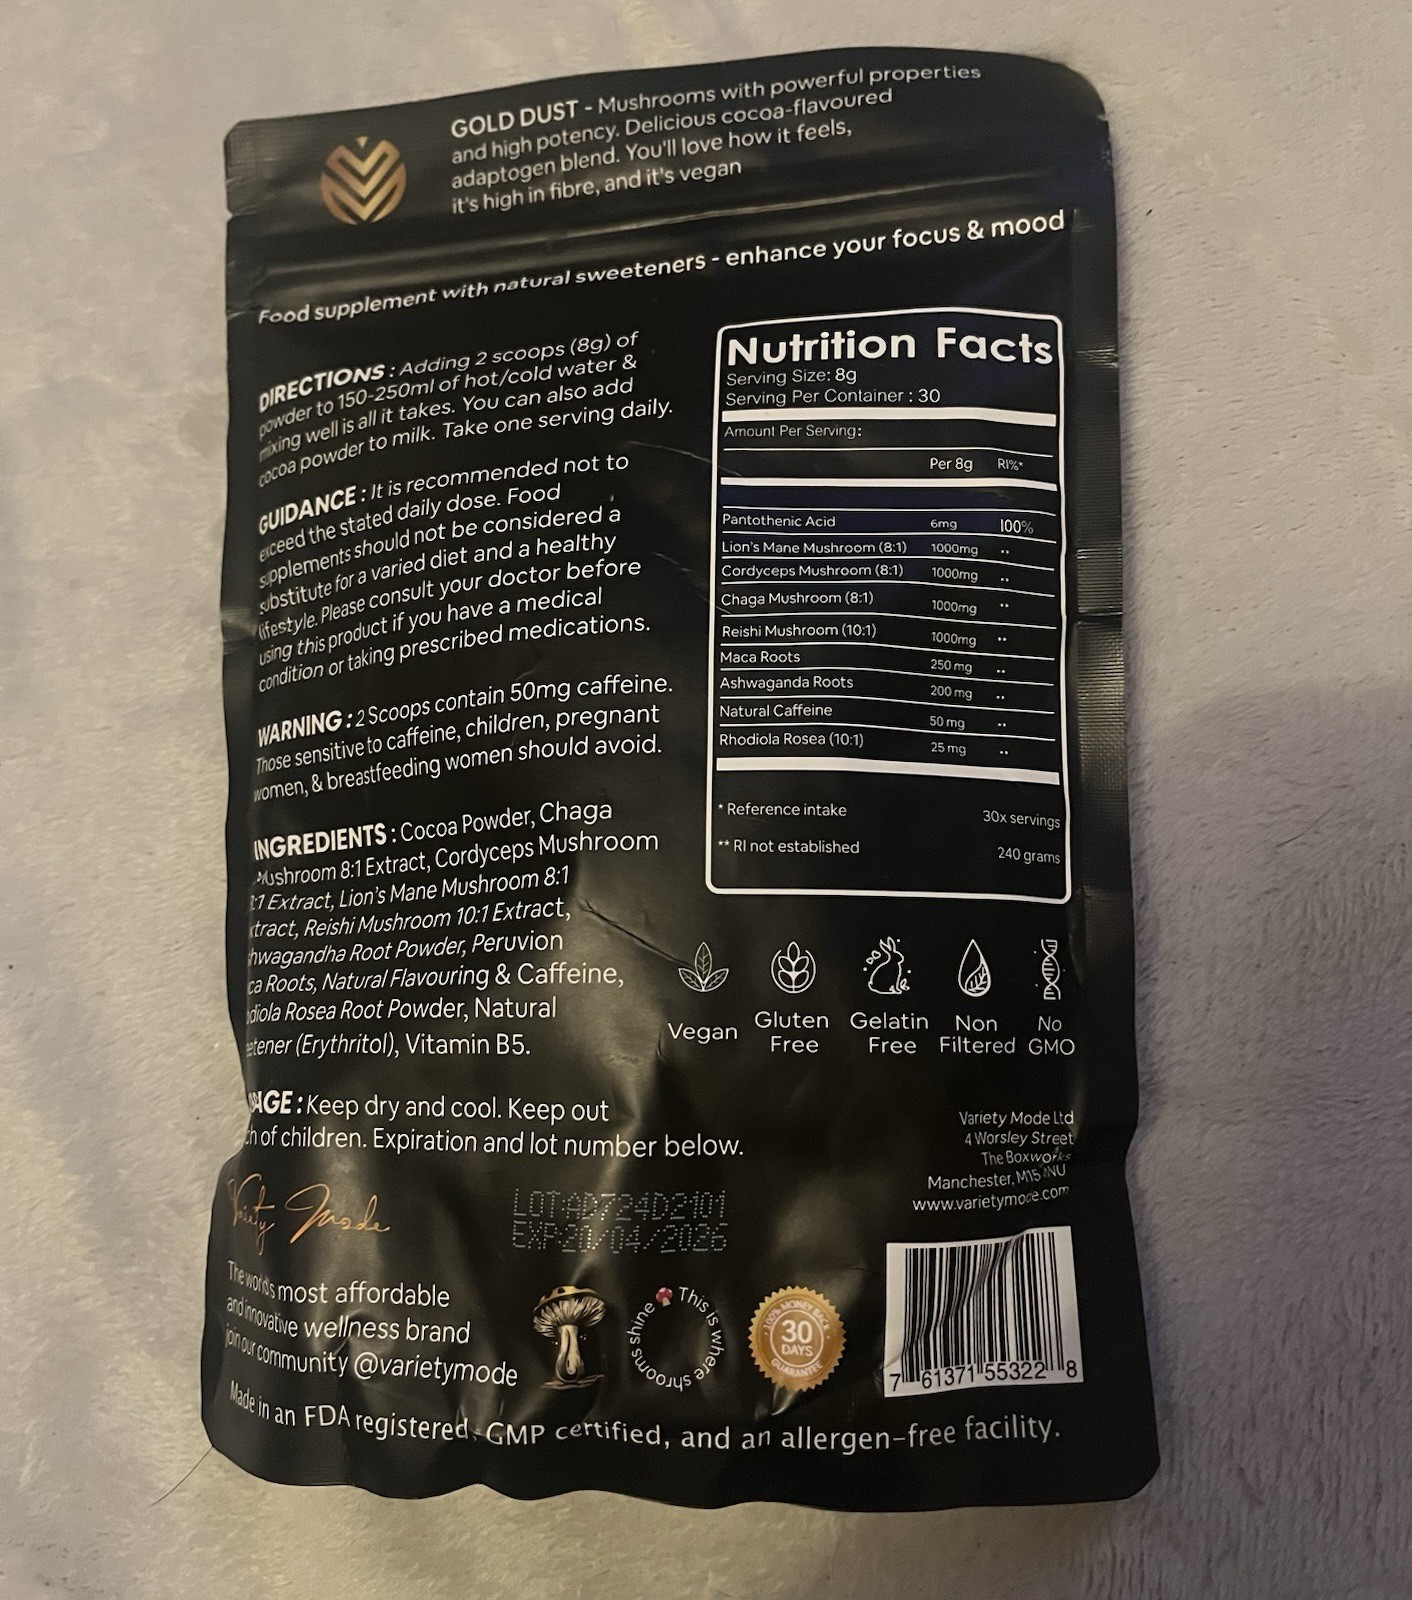 GOLD DUST - Mushrooms with powerful properties
and high potency. Delicious cocoa-flavoured
adaptogen blend. You'll love how it feels,
it's high in fibre, and it's vegan
Food supplement with natural sweeteners - enhance your focus & mood
DIRECTIONS : Adding 2 scoops (8g) of
powder to 150-250ml of hot/cold water &
mixing well is all it takes. You can also add
cocoa powder to milk. Take one serving daily.
GUIDANCE : It is recommended not to
exceed the stated daily dose. Food
supplements should not be considered a
substitute for a varied diet and a healthy
lifestyle. Please consult your doctor before
using this product if you have a medical
condition or taking prescribed medications.
WARNING : 2 Scoops contain 50mg caffeine.
Those sensitive to caffeine, children, pregnant
women, & breastfeeding women should avoid.
INGREDIENTS : Cocoa Powder, Chaga
Mushroom 8:1 Extract, Cordyceps Mushroom
8:1 Extract, Lion's Mane Mushroom 8:1
xtract, Reishi Mushroom 10:1 Extract,
hwagandha Root Powder, Peruvion
ca Roots, Natural Flavouring & Caffeine,
diola Rosea Root Powder, Natural
etener (Erythritol), Vitamin B5.
AGE : Keep dry and cool. Keep out
ch of children. Expiration and lot number below.
Variety Mode
LOT:AD724D2101
EXP:20/04/2026
The world's most affordable
and innovative wellness brand
join our community @varietymode
Nutrition Facts
Serving Size: 8g
Serving Per Container : 30
Amount Per Serving:
Per 8g RI%*
Pantothenic Acid 6mg 100%
Lion's Mane Mushroom (8:1) 1000mg **
Cordyceps Mushroom (8:1) 1000mg **
Chaga Mushroom (8:1) 1000mg **
Reishi Mushroom (10:1) 1000mg **
Maca Roots 250 mg **
Ashwaganda Roots 200 mg **
Natural Caffeine 50 mg **
Rhodiola Rosea (10:1) 25 mg **
* Reference intake 30x servings
** RI not established 240 grams
Vegan
Gluten Free
Gelatin Free
Non Filtered
No GMO
Variety Mode Ltd
4 Worsley Street
The Boxworks
Manchester, M15 NU
www.varietymode.com
This is where shrooms shine
100% MONEY BACK
30
DAYS
GUARANTEE
7 61371 55322 8
Made in an FDA registered, GMP certified, and an allergen-free facility.